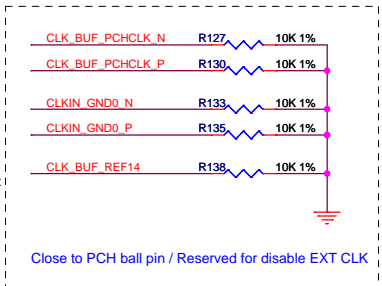 CLK_BUF_PCHCLK_N R127 10K 1%
CLK_BUF_PCHCLK_P R130 10K 1%
CLKIN_GND0_N R133 10K 1%
CLKIN_GND0_P R135 10K 1%
CLK_BUF_REF14 R138 10K 1%
Close to PCH ball pin / Reserved for disable EXT CLK